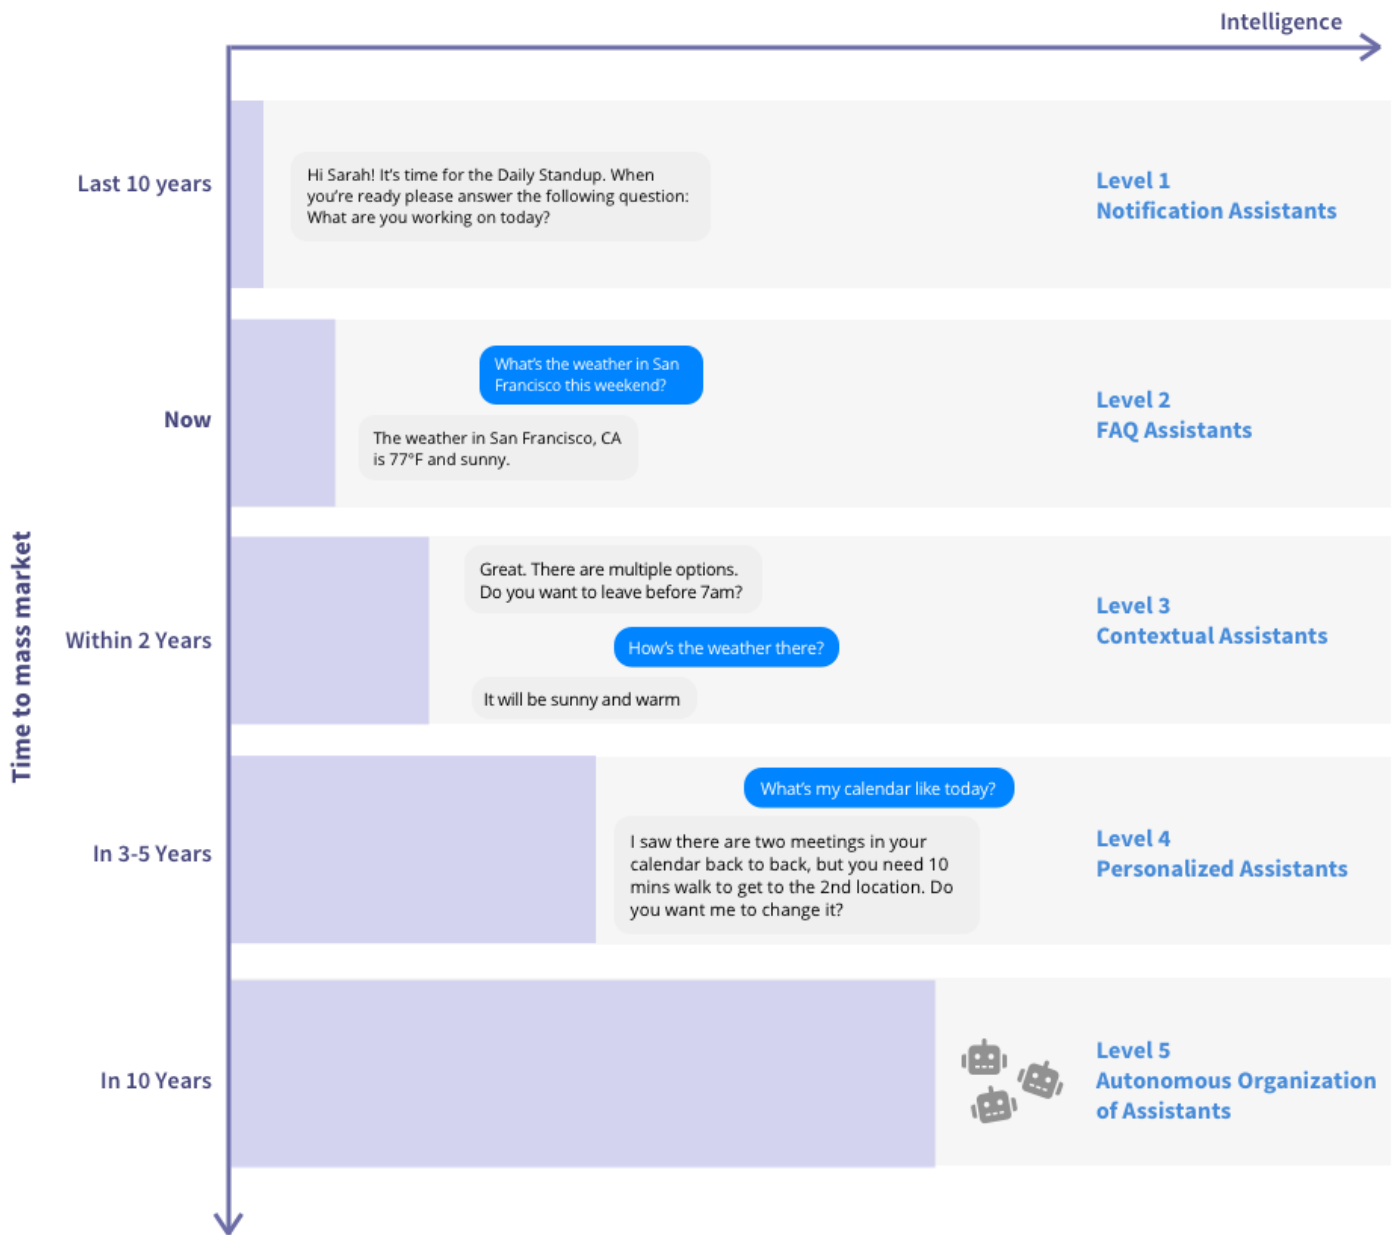 Intelligence
Last 10 years
Hi Sarah! It's time for the Daily Standup. When
you're ready please answer the following question:
What are you working on today?
Level 1
Notification Assistants
Now
What's the weather in San
Francisco this weekend?
The weather in San Francisco, CA
is 77°F and sunny.
Level 2
FAQ Assistants
Time to mass market
Within 2 Years
Great. There are multiple options.
Do you want to leave before 7am?
How's the weather there?
It will be sunny and warm
Level 3
Contextual Assistants
In 3-5 Years
What's my calendar like today?
I saw there are two meetings in your
calendar back to back, but you need 10
mins walk to get to the 2nd location. Do
you want me to change it?
Level 4
Personalized Assistants
In 10 Years
Level 5
Autonomous Organization
of Assistants